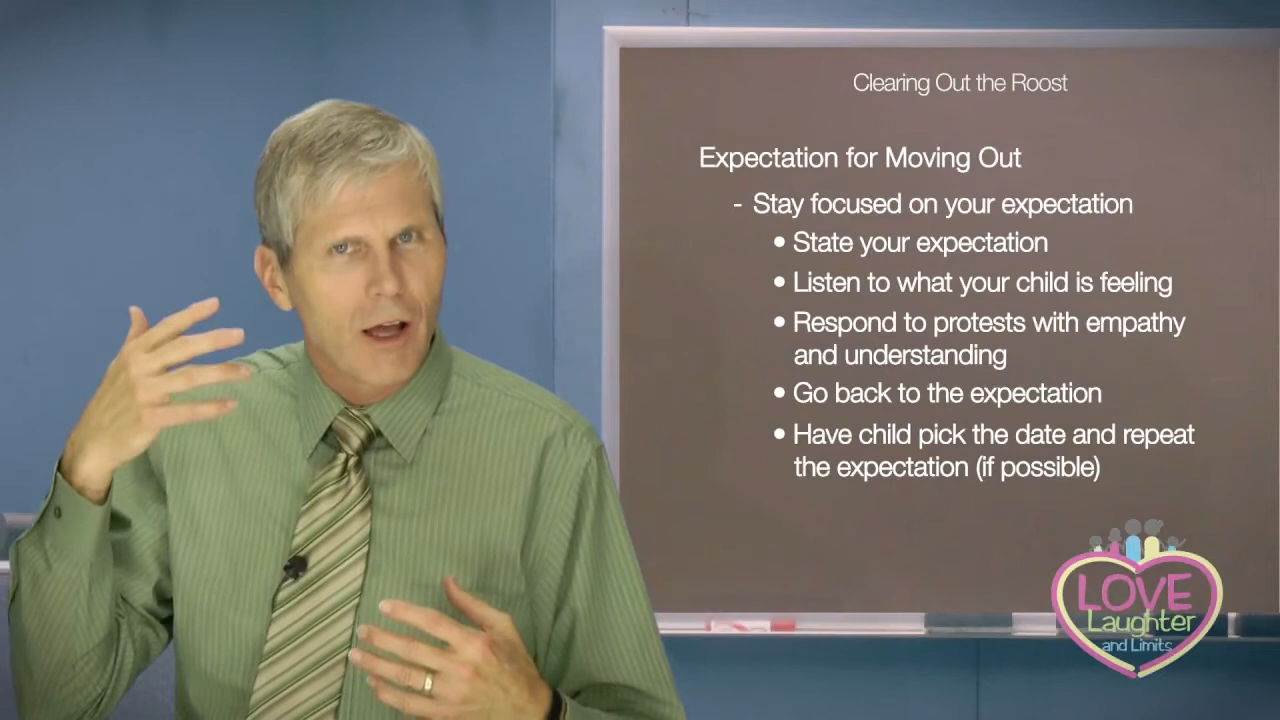 Clearing Out the Roost
Expectation for Moving Out
- Stay focused on your expectation
• State your expectation
• Listen to what your child is feeling
• Respond to protests with empathy
and understanding
• Go back to the expectation
• Have child pick the date and repeat
the expectation (if possible)
LOVE
Laughter
and Limits